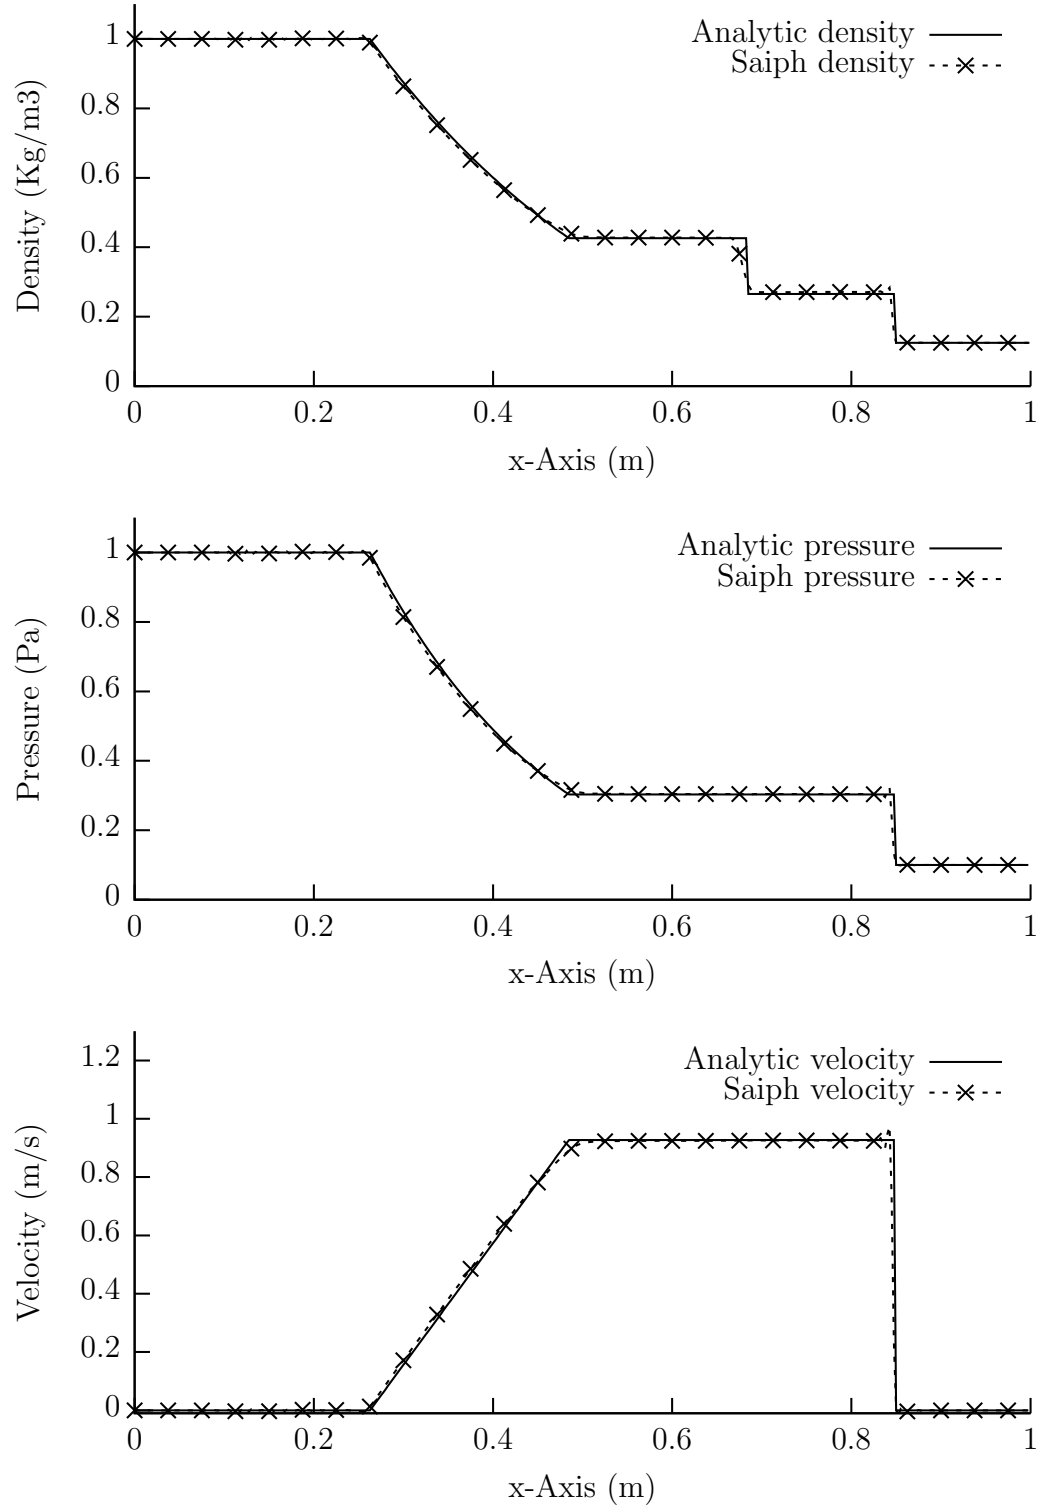 Analytic density
Saiph density
Density (Kg/m3)
1
0.8
0.6
0.4
0.2
0
0 0.2 0.4 0.6 0.8 1
x-Axis (m)
Analytic pressure
Saiph pressure
Pressure (Pa)
1
0.8
0.6
0.4
0.2
0
0 0.2 0.4 0.6 0.8 1
x-Axis (m)
Analytic velocity
Saiph velocity
Velocity (m/s)
1.2
1
0.8
0.6
0.4
0.2
0
0 0.2 0.4 0.6 0.8 1
x-Axis (m)